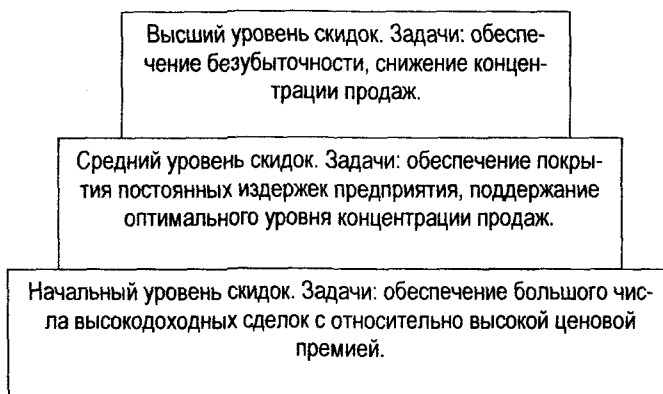 Высший уровень скидок. Задачи: обеспе-
чение безубыточности, снижение концен-
трации продаж.
Средний уровень скидок. Задачи: обеспечение покры-
тия постоянных издержек предприятия, поддержание
оптимального уровня концентрации продаж.
Начальный уровень скидок. Задачи: обеспечение большого чис-
ла высокодоходных сделок с относительно высокой ценовой
премией.